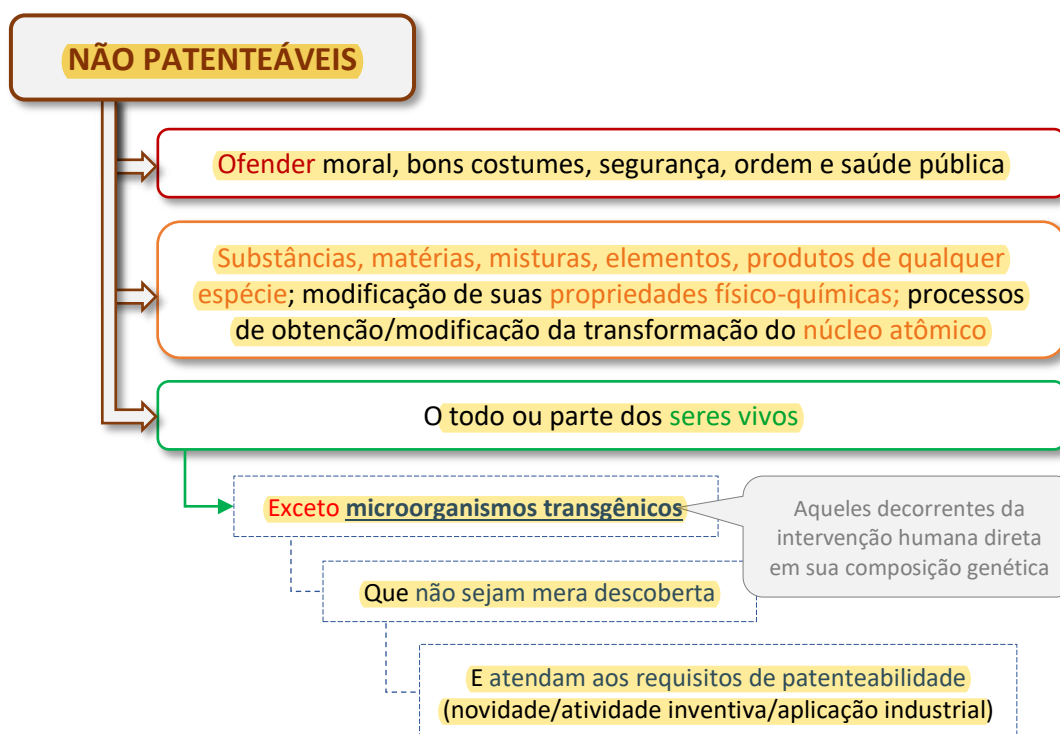 NÃO PATENTEÁVEIS
Ofender moral, bons costumes, segurança, ordem e saúde pública
Substâncias, matérias, misturas, elementos, produtos de qualquer
espécie; modificação de suas propriedades físico-químicas; processos
de obtenção/modificação da transformação do núcleo atômico
O todo ou parte dos seres vivos
Exceto microorganismos transgênicos
Aqueles decorrentes da
intervenção humana direta
em sua composição genética
Que não sejam mera descoberta
E atendam aos requisitos de patenteabilidade
(novidade/atividade inventiva/aplicação industrial)